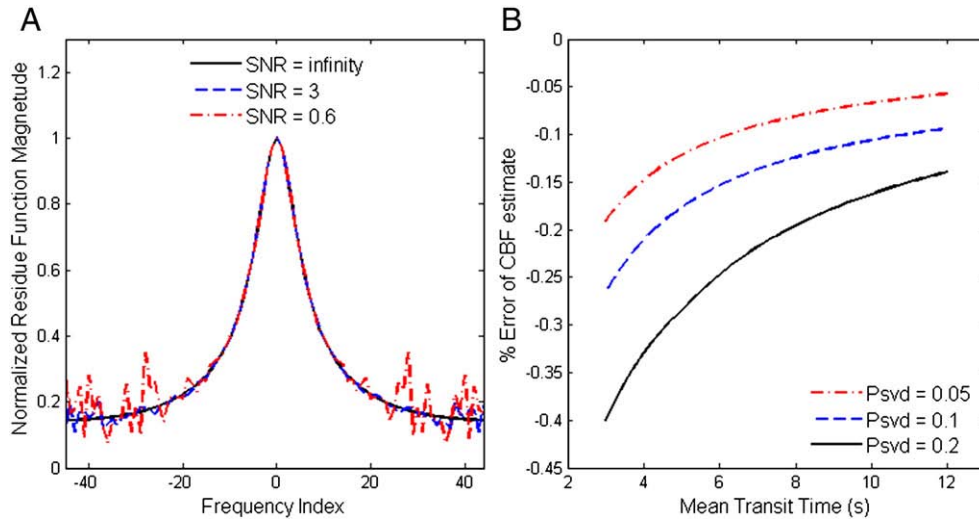 A
Normalized Residue Function Magnitude
1.2
1
0.8
0.6
0.4
0.2
0
SNR = infinity
SNR = 3
SNR = 0.6
-40
-20
0
20
40
Frequency Index
B
% Error of CBF estimate
0
-0.05
-0.1
-0.15
-0.2
-0.25
-0.3
-0.35
-0.4
-0.45
Psvd = 0.05
Psvd = 0.1
Psvd = 0.2
2
4
6
8
10
12
Mean Transit Time (s)